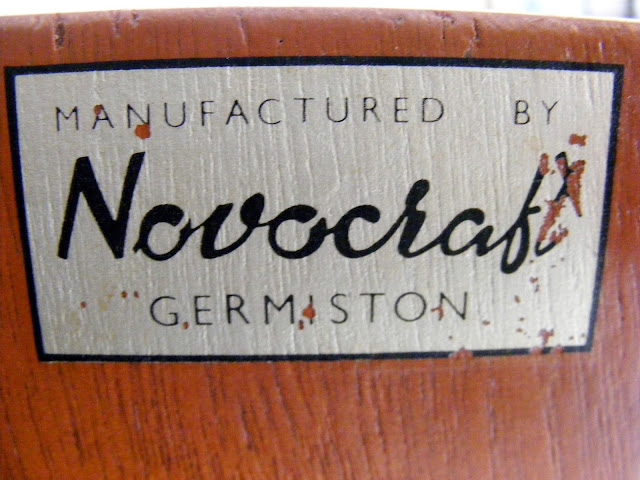 MANUFACTURED BY
Novocraft
GERMISTON